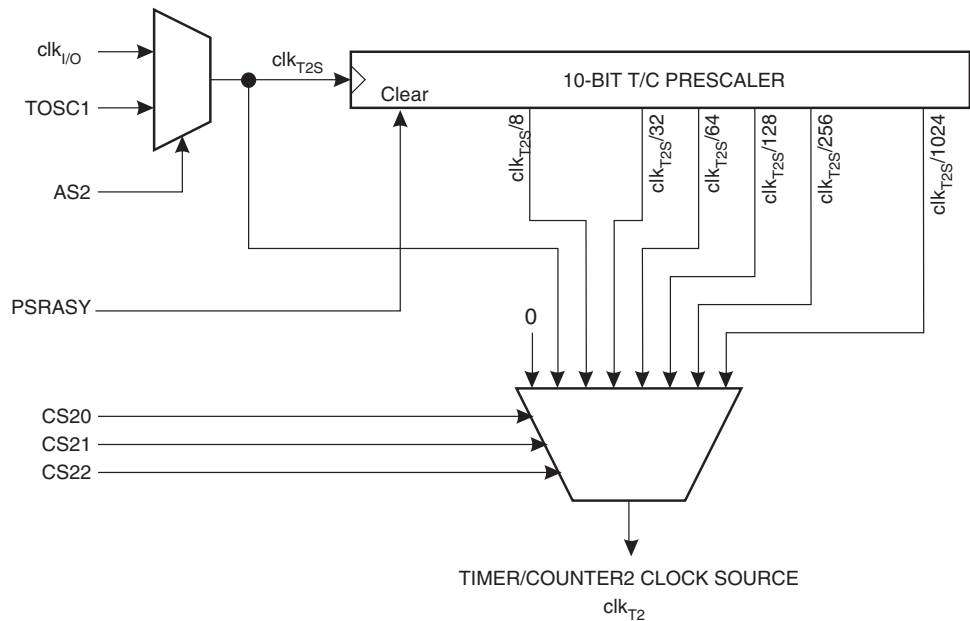 clkI/O
TOSC1
AS2
clkT2S
10-BIT T/C PRESCALER
Clear
clkT2S/8
clkT2S/32
clkT2S/64
clkT2S/128
clkT2S/256
clkT2S/1024
PSRASY
0
CS20
CS21
CS22
TIMER/COUNTER2 CLOCK SOURCE
clkT2